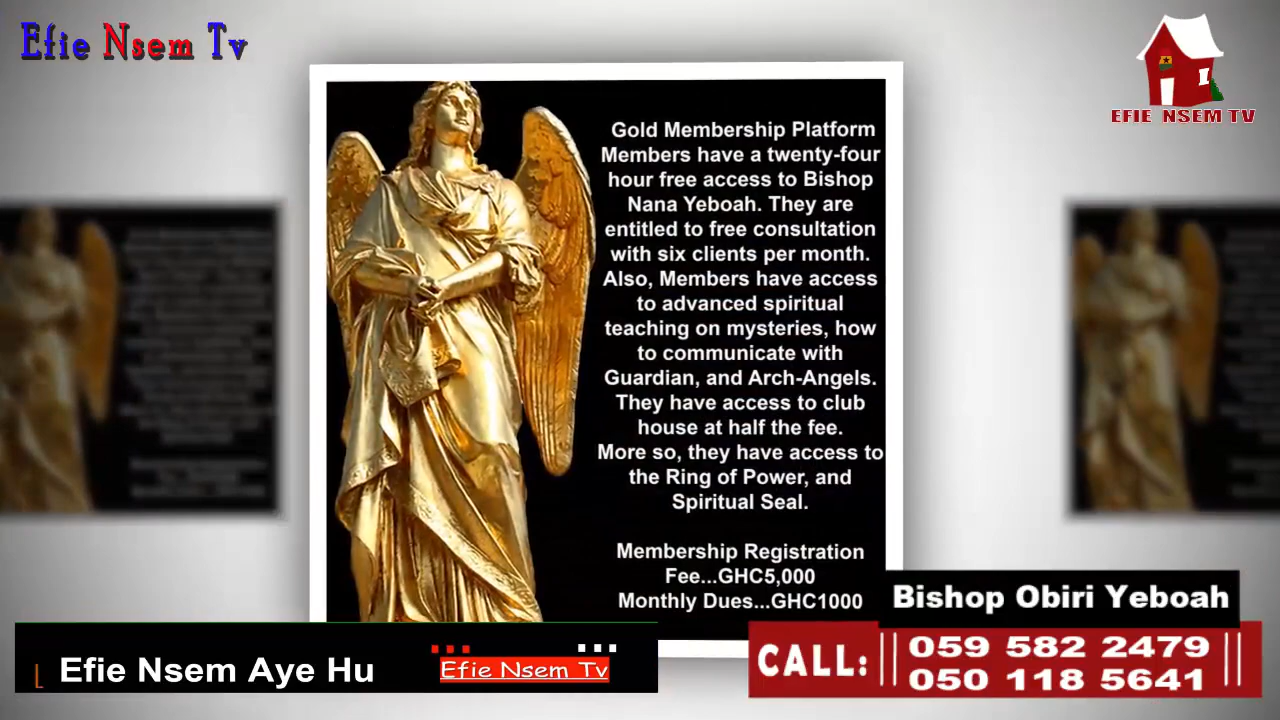 Efie Nsem Tv
EFIE NSEM TV
Gold Membership Platform
Members have a twenty-four
hour free access to Bishop
Nana Yeboah. They are
entitled to free consultation
with six clients per month.
Also, Members have access
to advanced spiritual
teaching on mysteries, how
to communicate with
Guardian, and Arch-Angels.
They have access to club
house at half the fee.
More so, they have access to
the Ring of Power, and
Spiritual Seal.
Membership Registration
Fee...GHC5,000
Monthly Dues...GHC1000
Bishop Obiri Yeboah
CALL: 059 582 2479
050 118 5641
Efie Nsem Aye Hu
Efie Nsem Tv